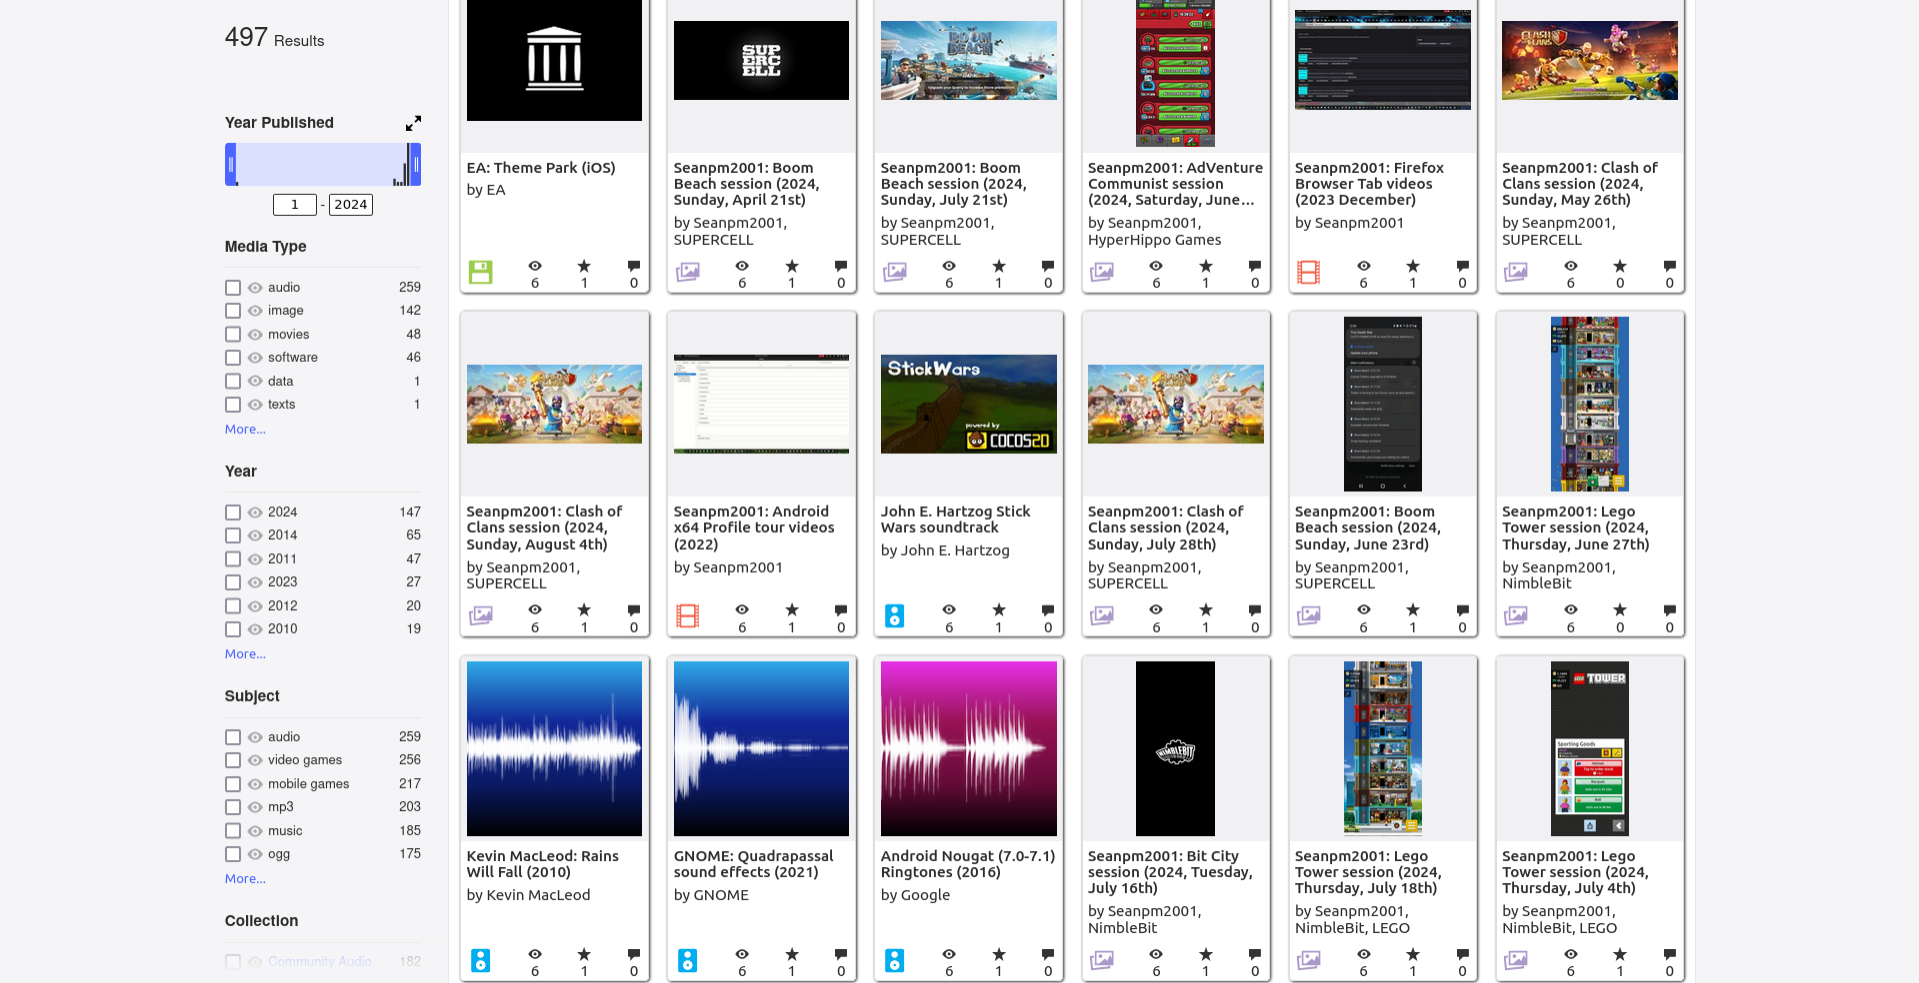 497 Results
Year Published
1 - 2024
Media Type
audio 259
image 142
movies 48
software 46
data 1
texts 1
More...
Year
2024 147
2014 65
2011 47
2023 27
2012 20
2010 19
More...
Subject
audio 259
video games 256
mobile games 217
mp3 203
music 185
ogg 175
More...
Collection
Community Audio 182
EA: Theme Park (iOS)
by EA
6 1 0
SUP
ERC
ELL
Seanpm2001: Boom
Beach session (2024,
Sunday, April 21st)
by Seanpm2001,
SUPERCELL
6 1 0
BOOM
BEACH
Seanpm2001: Boom
Beach session (2024,
Sunday, July 21st)
by Seanpm2001,
SUPERCELL
6 1 0
Seanpm2001: AdVenture
Communist session
(2024, Saturday, June...
by Seanpm2001,
HyperHippo Games
6 1 0
Seanpm2001: Firefox
Browser Tab videos
(2023 December)
by Seanpm2001
6 1 0
CLASH
CLANS
Seanpm2001: Clash of
Clans session (2024,
Sunday, May 26th)
by Seanpm2001,
SUPERCELL
6 0 0
Seanpm2001: Clash of
Clans session (2024,
Sunday, August 4th)
by Seanpm2001,
SUPERCELL
6 1 0
Seanpm2001: Android
x64 Profile tour videos
(2022)
by Seanpm2001
6 1 0
StickWars
powered by
COCOS2D
John E. Hartzog Stick
Wars soundtrack
by John E. Hartzog
6 1 0
Seanpm2001: Clash of
Clans session (2024,
Sunday, July 28th)
by Seanpm2001,
SUPERCELL
6 1 0
Seanpm2001: Boom
Beach session (2024,
Sunday, June 23rd)
by Seanpm2001,
SUPERCELL
6 1 0
Seanpm2001: Lego
Tower session (2024,
Thursday, June 27th)
by Seanpm2001,
NimbleBit
6 0 0
Kevin MacLeod: Rains
Will Fall (2010)
by Kevin MacLeod
6 1 0
GNOME: Quadrapassal
sound effects (2021)
by GNOME
6 1 0
Android Nougat (7.0-7.1)
Ringtones (2016)
by Google
6 1 0
NIMBLEBIT
Seanpm2001: Bit City
session (2024, Tuesday,
July 16th)
by Seanpm2001,
NimbleBit
6 1 0
Seanpm2001: Lego
Tower session (2024,
Thursday, July 18th)
by Seanpm2001,
NimbleBit, LEGO
6 1 0
LEGO TOWER
Sporting Goods
Seanpm2001: Lego
Tower session (2024,
Thursday, July 4th)
by Seanpm2001,
NimbleBit, LEGO
6 1 0